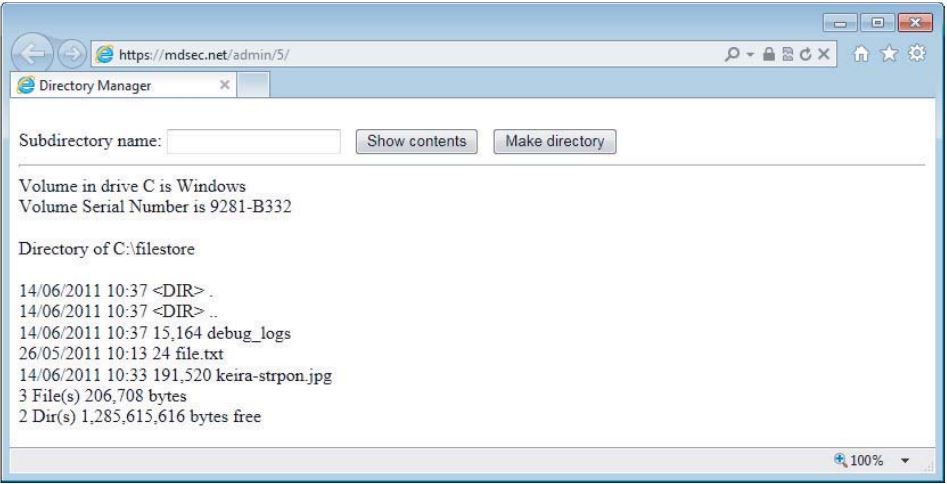 https://mdsec.net/admin/5/
Directory Manager
Subdirectory name: Show contents Make directory
Volume in drive C is Windows
Volume Serial Number is 9281-B332
Directory of C:\filestore
14/06/2011 10:37 <DIR> .
14/06/2011 10:37 <DIR> ..
14/06/2011 10:37 15,164 debug_logs
26/05/2011 10:13 24 file.txt
14/06/2011 10:33 191,520 keira-strpon.jpg
3 File(s) 206,708 bytes
2 Dir(s) 1,285,615,616 bytes free
100%